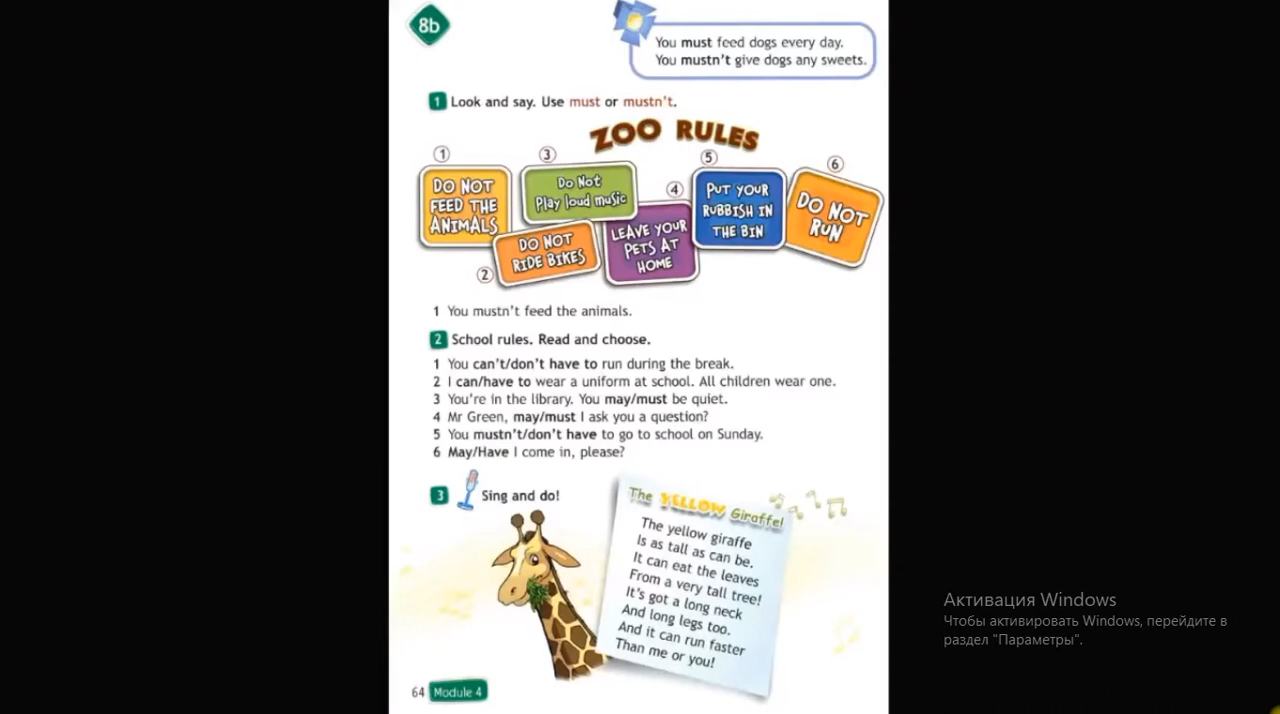 8b
You must feed dogs every day.
You mustn't give dogs any sweets.
1 Look and say. Use must or mustn't.
ZOO RULES
1
DO NOT
FEED THE
ANIMALS
2
DO NOT
RIDE BIKES
3
Do Not
Play loud music
4
LEAVE YOUR
PETS AT
HOME
5
PUT YOUR
RUBBISH IN
THE BIN
6
DO NOT
RUN
1 You mustn't feed the animals.
2 School rules. Read and choose.
1 You can't/don't have to run during the break.
2 I can/have to wear a uniform at school. All children wear one.
3 You're in the library. You may/must be quiet.
4 Mr Green, may/must I ask you a question?
5 You mustn't/don't have to go to school on Sunday.
6 May/Have I come in, please?
3 Sing and do!
The YELLOW Giraffe!
The yellow giraffe
Is as tall as can be.
It can eat the leaves
From a very tall tree!
It's got a long neck
And long legs too.
And it can run faster
Than me or you!
64 Module 4
Активация Windows
Чтобы активировать Windows, перейдите в
раздел "Параметры".